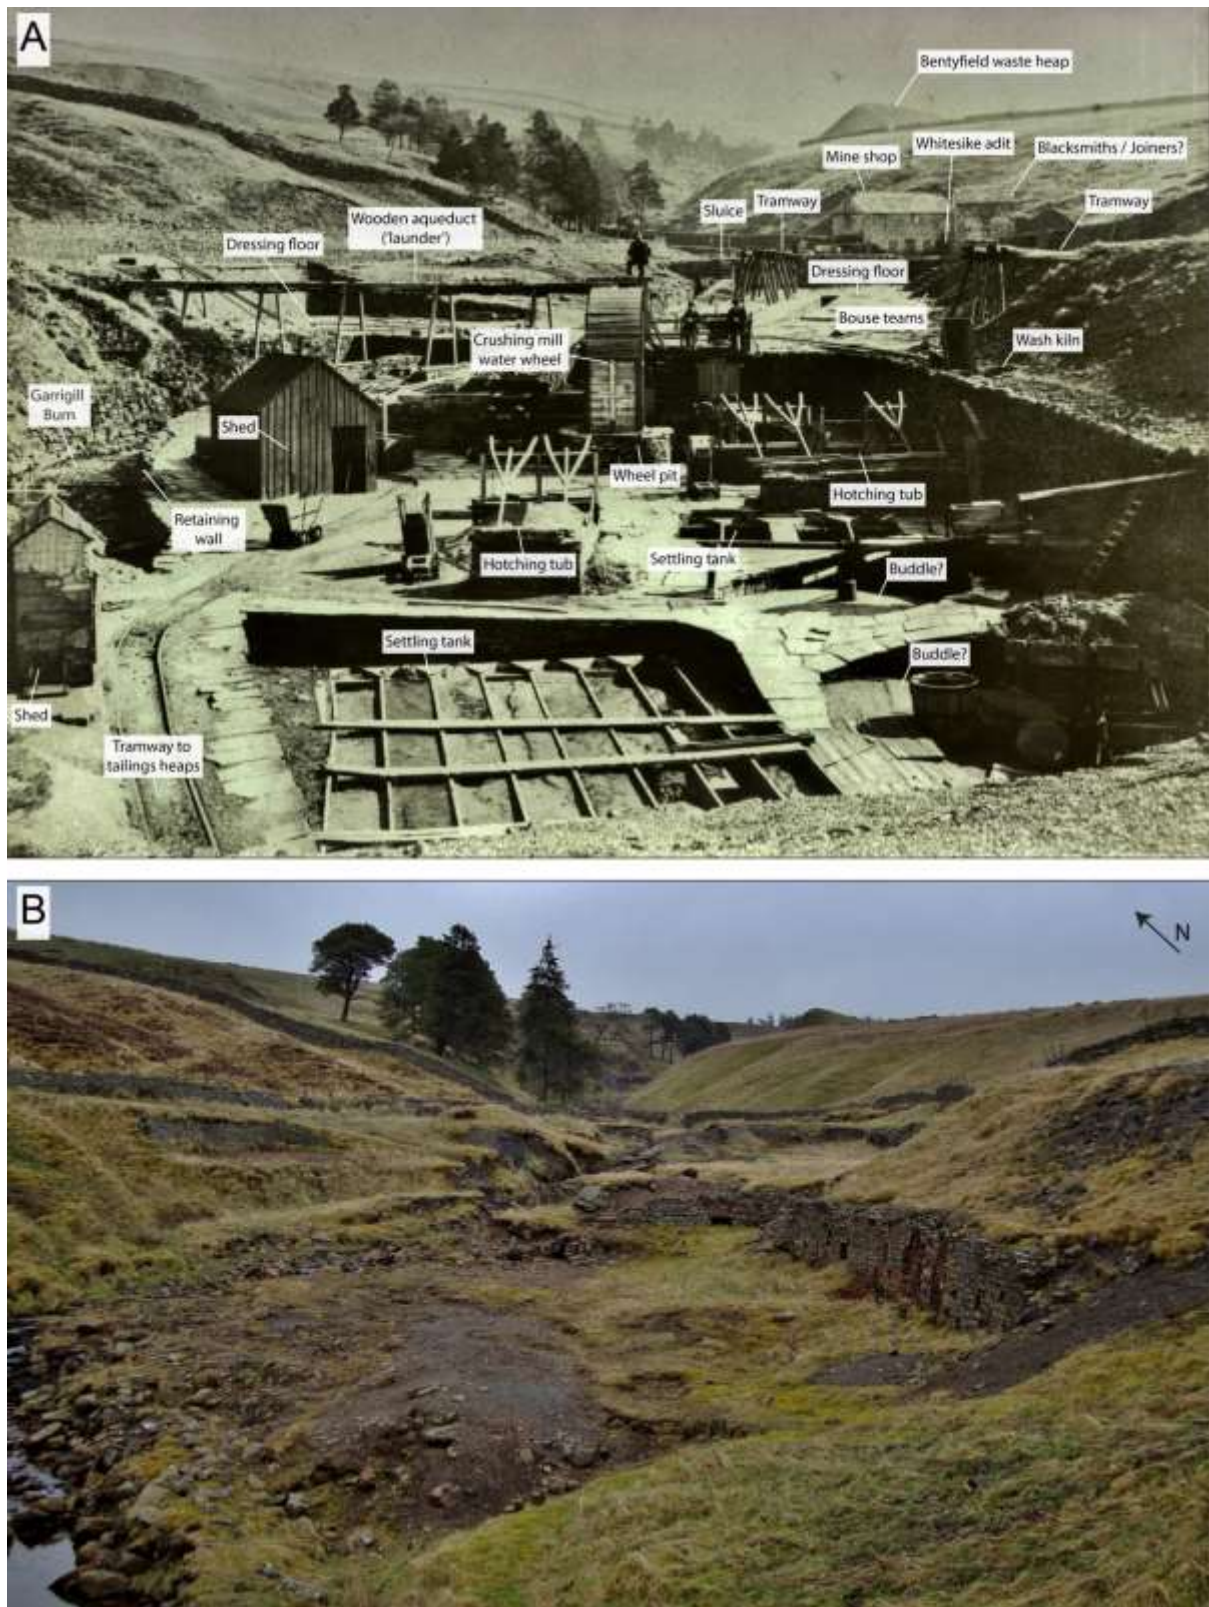 A
Bentyfield waste heap
Whitesike adit
Blacksmiths / Joiners?
Mine shop
Tramway
Tramway
Sluice
Wooden aqueduct
('launder')
Dressing floor
Dressing floor
Bouse teams
Crushing mill
water wheel
Wash kiln
Garrigill
Burn
Shed
Wheel pit
Hotching tub
Retaining
wall
Hotching tub
Settling tank
Buddle?
Settling tank
Buddle?
Shed
Tramway to
tailings heaps
B
N